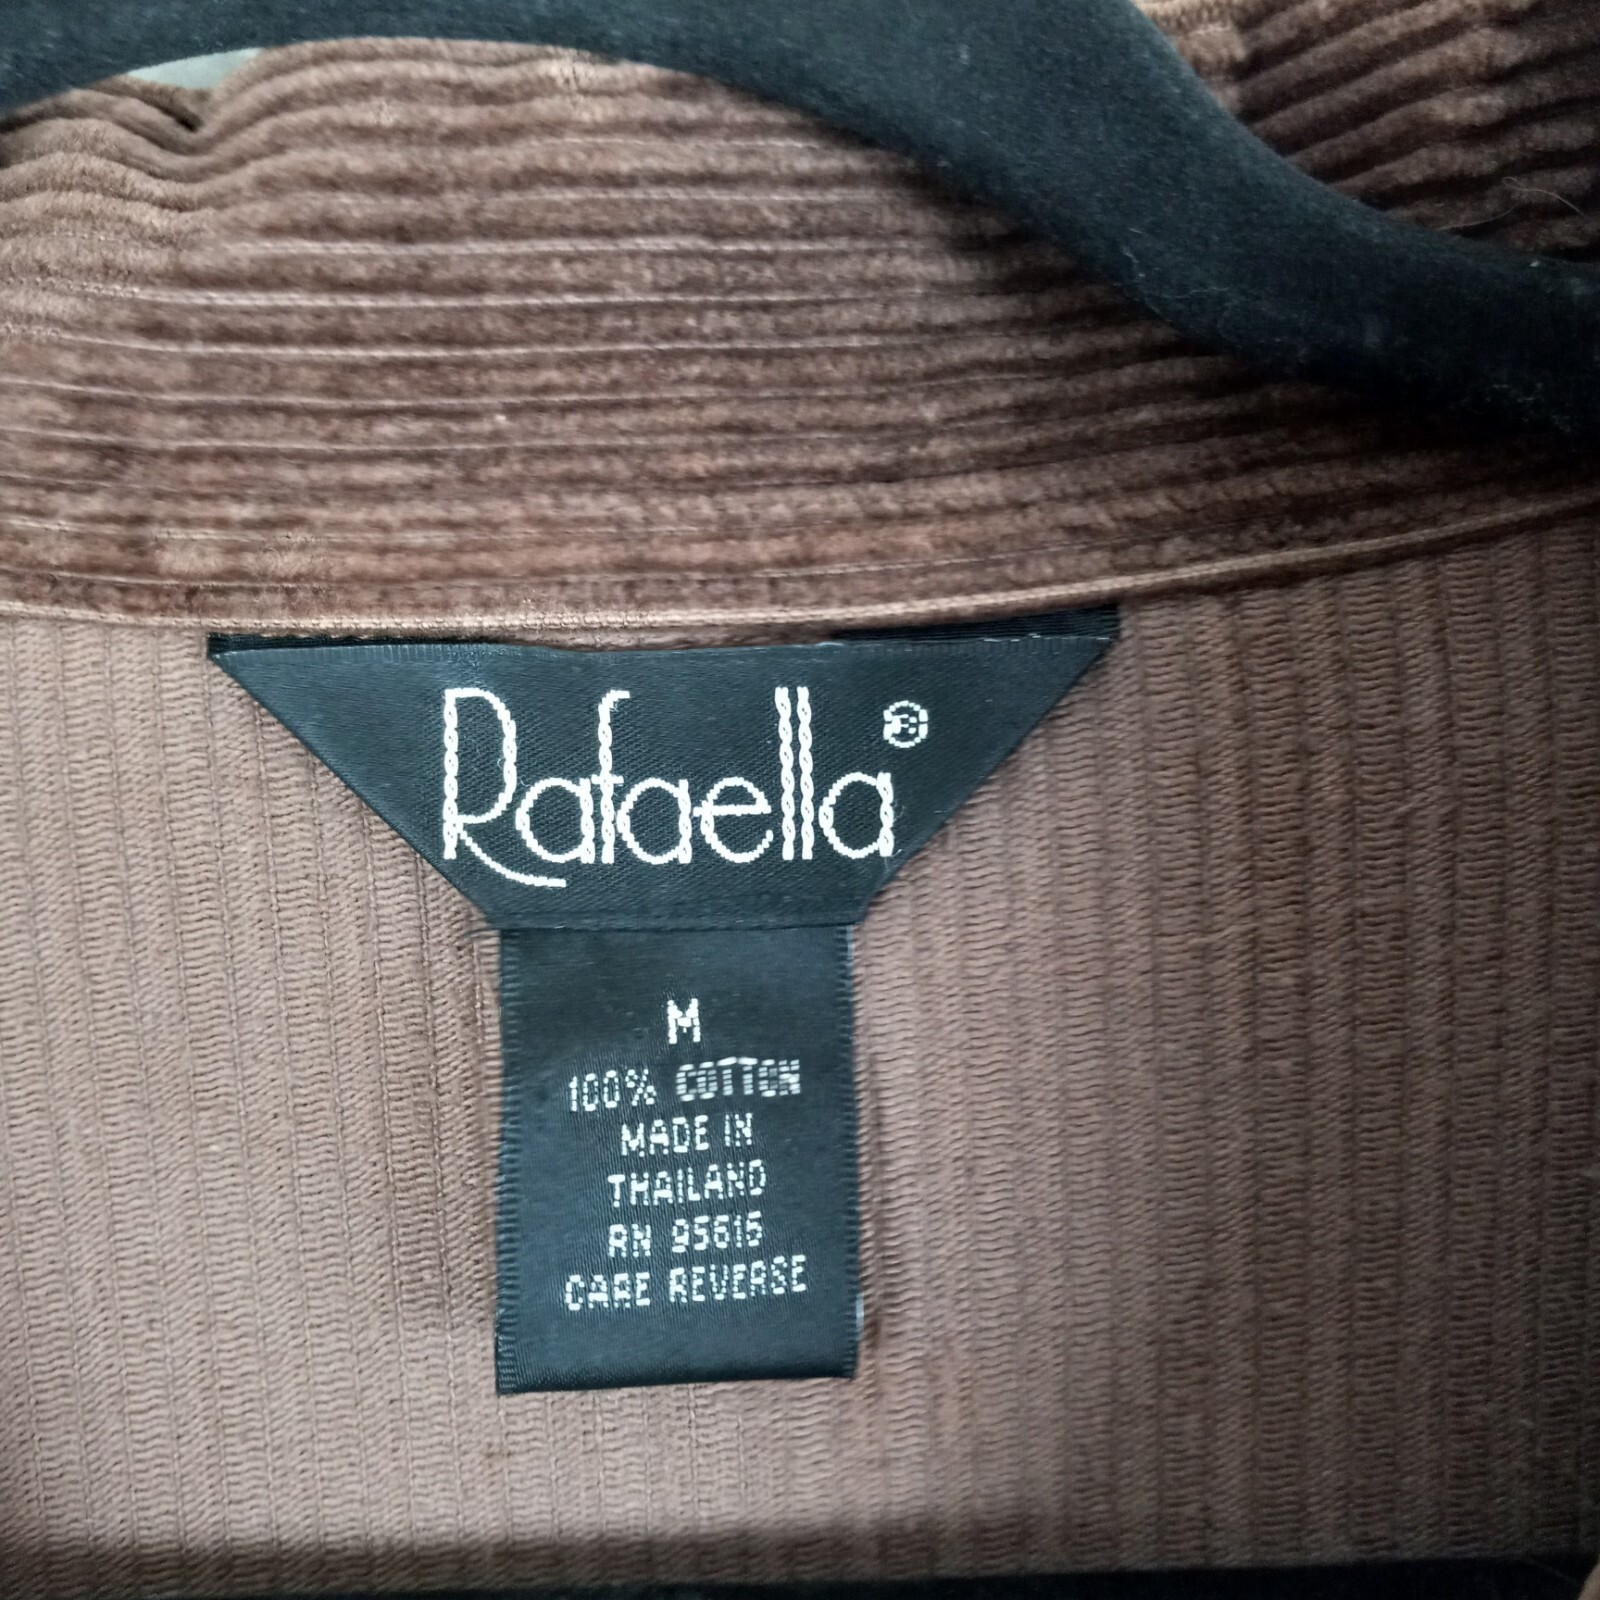 Rafaella®
M
100% COTTON
MADE IN
THAILAND
RN 95615
CARE REVERSE